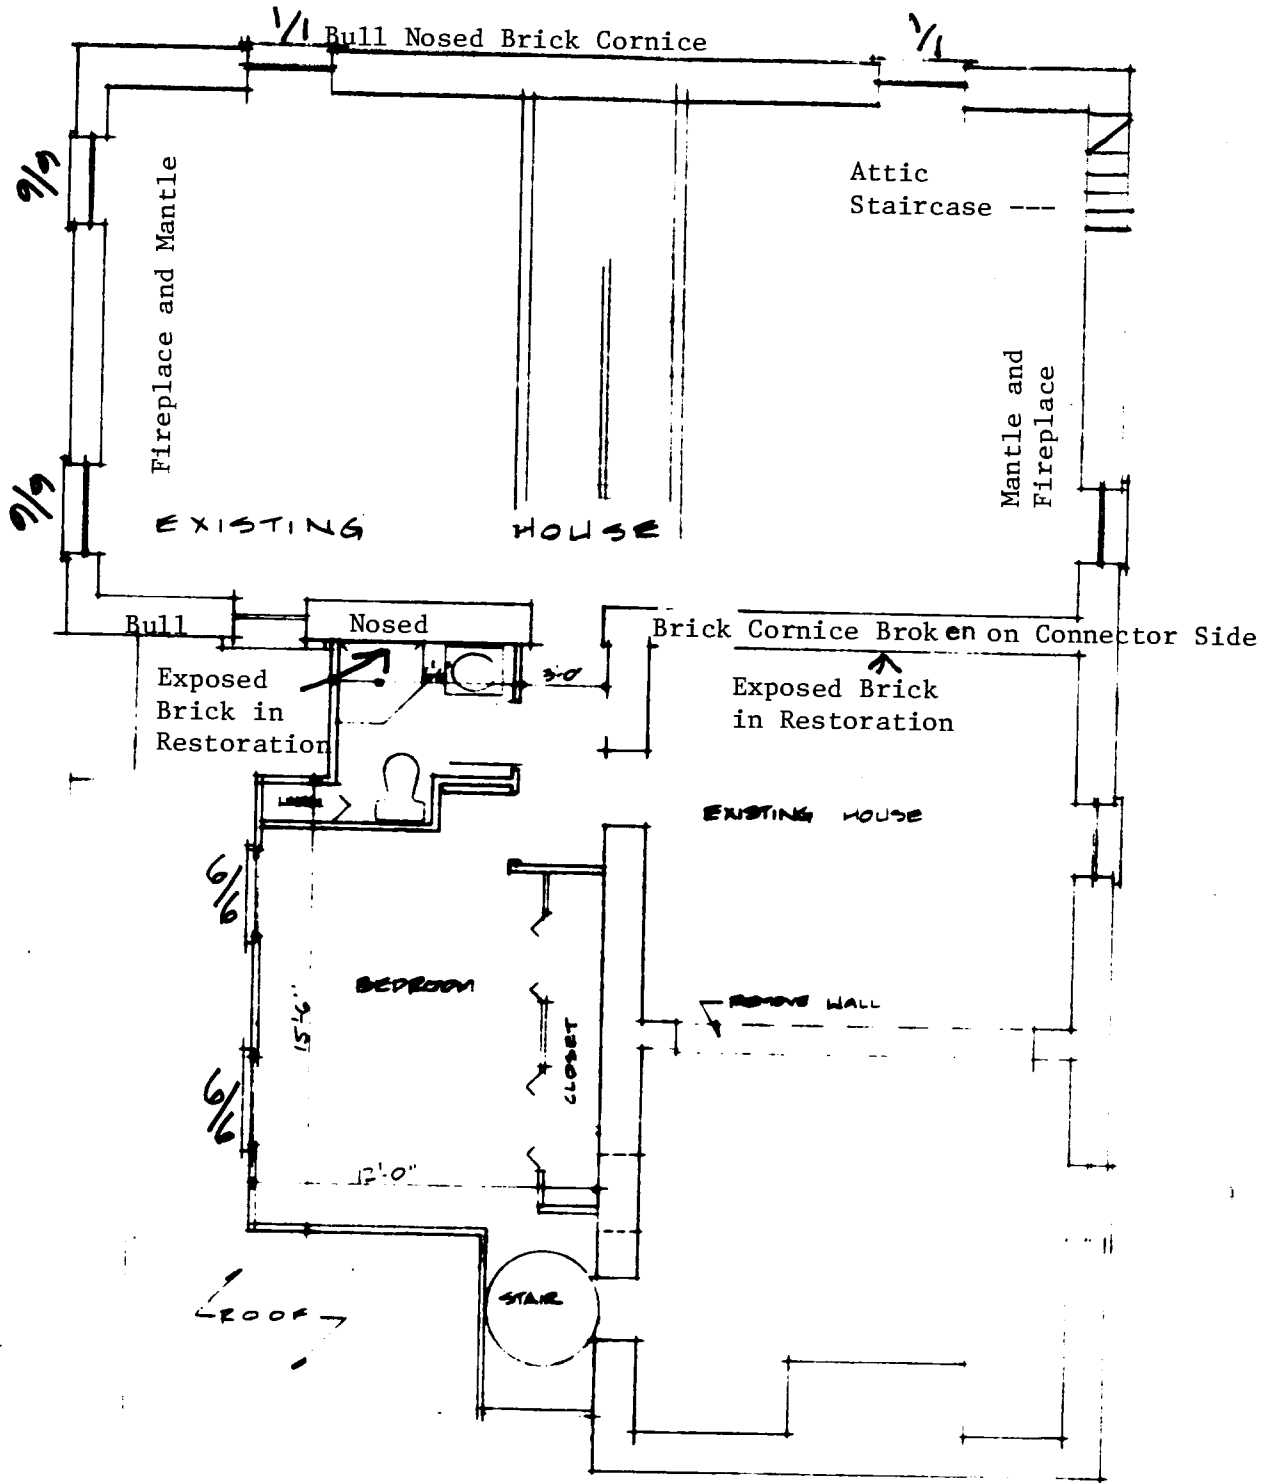 1/1
Bull Nosed Brick Cornice
1/1
9/9
Fireplace and Mantle
Attic
Staircase ---
Mantle and
Fireplace
9/9
EXISTING HOUSE
Bull Nosed Brick Cornice Broken on Connector Side
Exposed
Brick in
Restoration
3-0
Exposed Brick
in Restoration
EXISTING HOUSE
6/6
BEDROOM
15'-6"
CLOSET
REMOVE WALL
6/6
12'-0"
STAIR
ROOF